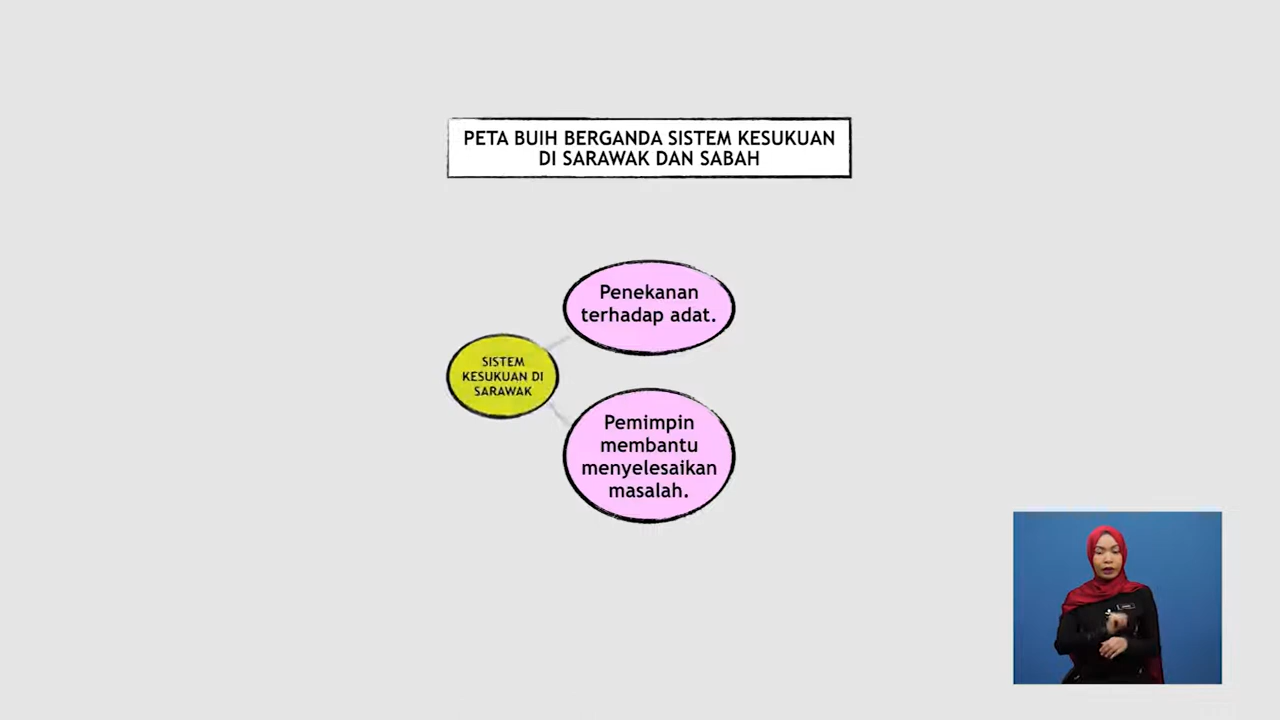 PETA BUIH BERGANDA SISTEM KESUKUAN
DI SARAWAK DAN SABAH
Penekanan
terhadap adat.
SISTEM
KESUKUAN DI
SARAWAK
Pemimpin
membantu
menyelesaikan
masalah.